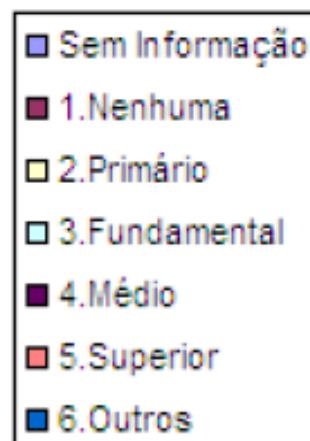 Sem Informação
1.Nenhuma
2.Primário
3.Fundamental
4.Médio
5.Superior
6.Outros